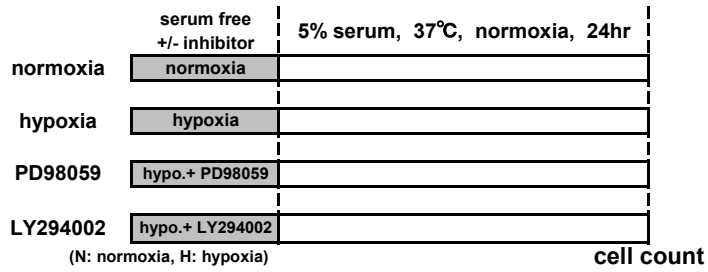 serum free
+/- inhibitor
5% serum, 37℃, normoxia, 24hr
normoxia
normoxia
hypoxia
hypoxia
PD98059
hypo.+ PD98059
LY294002
hypo.+ LY294002
(N: normoxia, H: hypoxia)
cell count